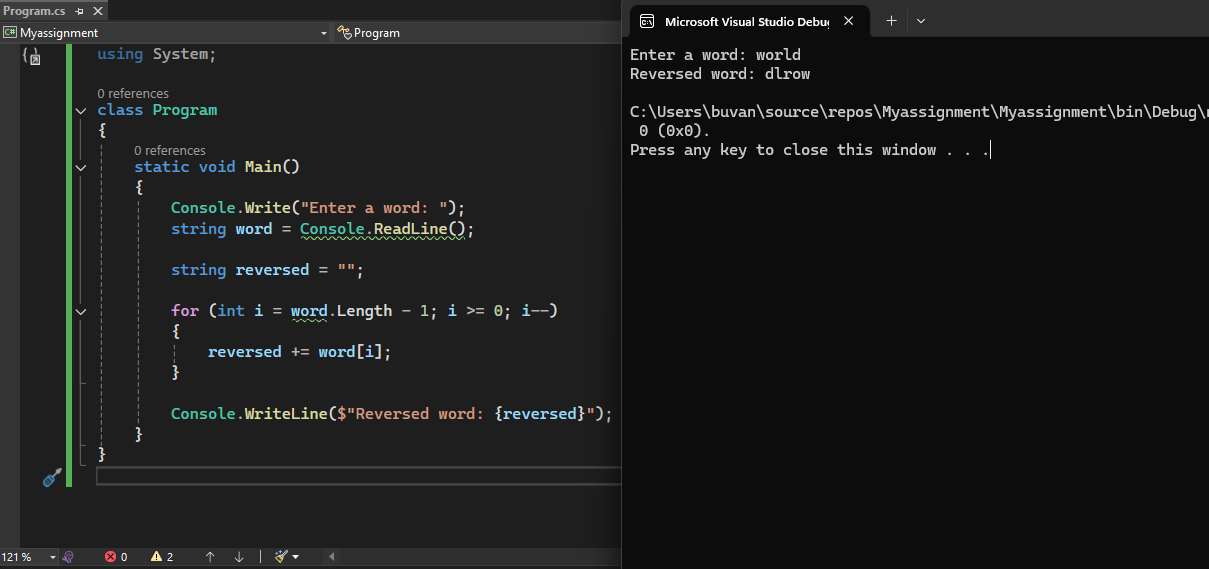 Program.cs
Myassignment
Program
using System;
0 references
class Program
{
0 references
static void Main()
{
Console.Write("Enter a word: ");
string word = Console.ReadLine();
string reversed = "";
for (int i = word.Length - 1; i >= 0; i--)
{
reversed += word[i];
}
Console.WriteLine($"Reversed word: {reversed}");
}
}
121 %
0
2
Microsoft Visual Studio Debug
Enter a word: world
Reversed word: dlrow
C:\Users\buvan\source\repos\Myassignment\Myassignment\bin\Debug\
0 (0x0).
Press any key to close this window . . .